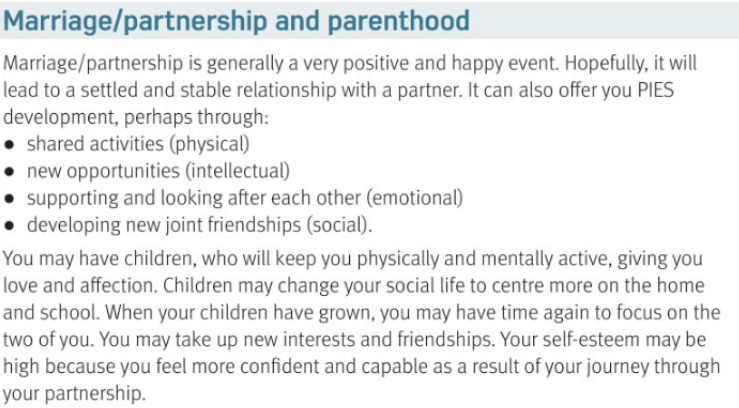 Marriage/partnership and parenthood
Marriage/partnership is generally a very positive and happy event. Hopefully, it will
lead to a settled and stable relationship with a partner. It can also offer you PIES
development, perhaps through:
● shared activities (physical)
● new opportunities (intellectual)
● supporting and looking after each other (emotional)
● developing new joint friendships (social).
You may have children, who will keep you physically and mentally active, giving you
love and affection. Children may change your social life to centre more on the home
and school. When your children have grown, you may have time again to focus on the
two of you. You may take up new interests and friendships. Your self-esteem may be
high because you feel more confident and capable as a result of your journey through
your partnership.